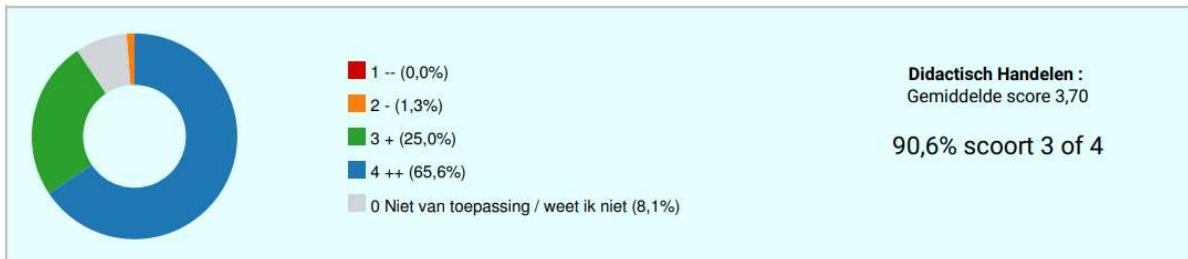 1 -- (0,0%)
2 - (1,3%)
3 + (25,0%)
4 ++ (65,6%)
0 Niet van toepassing / weet ik niet (8,1%)
Didactisch Handelen :
Gemiddelde score 3,70
90,6% scoort 3 of 4